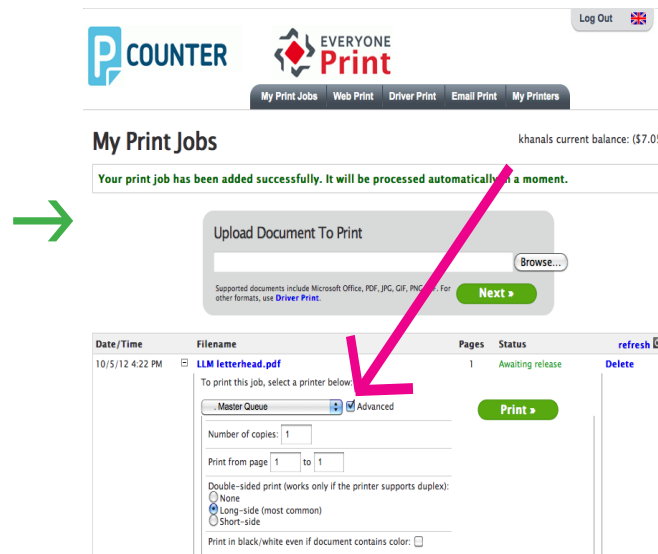 Log Out
COUNTER
EVERYONE
Print
My Print Jobs Web Print Driver Print Email Print My Printers
My Print Jobs
khanals current balance: ($7.05
Your print job has been added successfully. It will be processed automatically in a moment.
Upload Document To Print
Browse...
Supported documents include Microsoft Office, PDF, JPG, GIF, PNG For
other formats, use Driver Print.
Next »
Date/Time Filename Pages Status refresh
10/5/12 4:22 PM LLM letterhead.pdf 1 Awaiting release Delete
To print this job, select a printer below:
. Master Queue Advanced
Print »
Number of copies: 1
Print from page 1 to 1
Double-sided print (works only if the printer supports duplex):
None
Long-side (most common)
Short-side
Print in black/white even if document contains color: